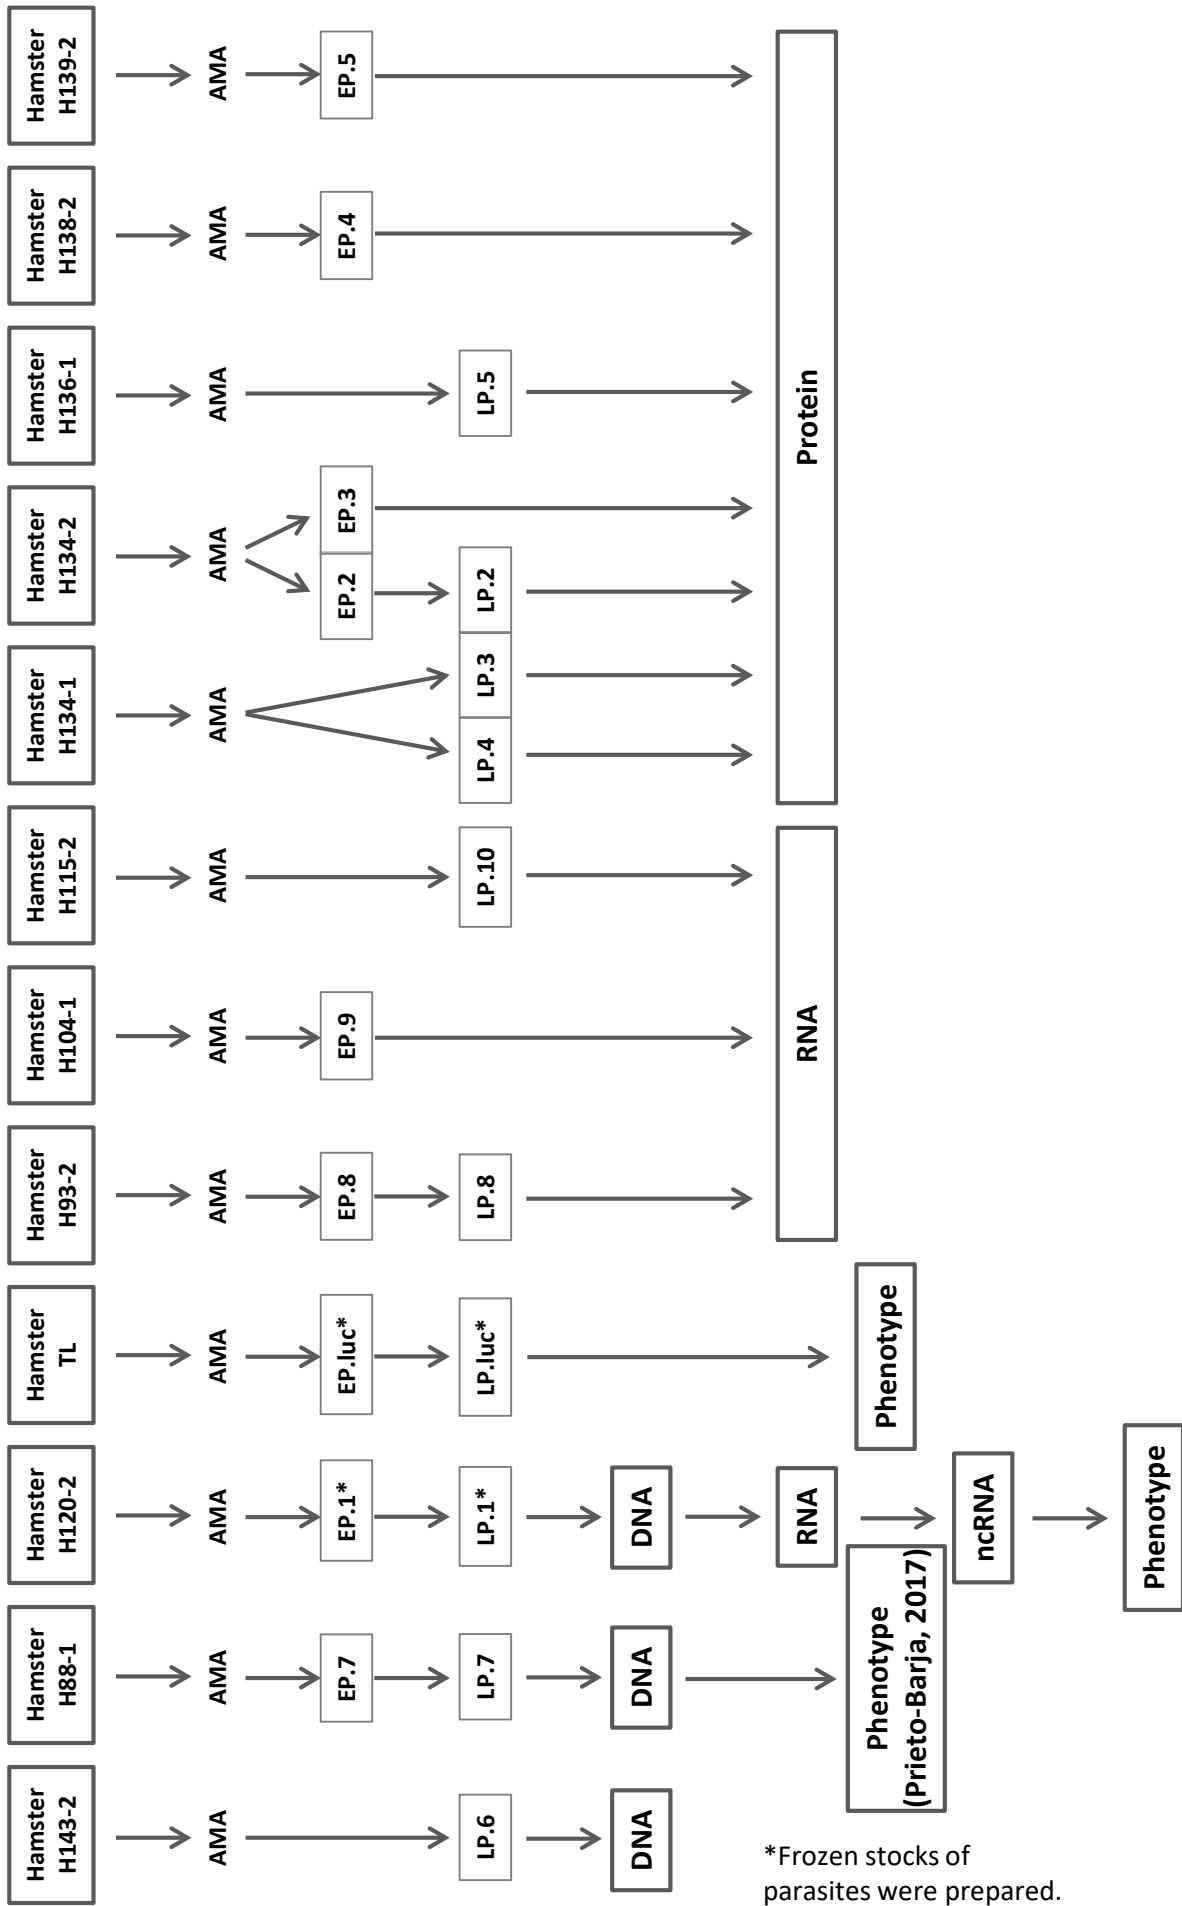 Hamster
H143-2
Hamster
H88-1
Hamster
H120-2
Hamster
TL
Hamster
H93-2
Hamster
H104-1
Hamster
H115-2
Hamster
H134-1
Hamster
H134-2
Hamster
H136-1
Hamster
H138-2
Hamster
H139-2
AMA
AMA
AMA
AMA
AMA
AMA
AMA
AMA
AMA
AMA
AMA
AMA
EP.7
EP.1*
EP.luc*
EP.8
EP.9
EP.2
EP.3
EP.4
EP.5
LP.6
LP.7
LP.1*
LP.luc*
LP.8
LP.10
LP.4
LP.3
LP.2
LP.5
DNA
DNA
DNA
RNA
RNA
Protein
Phenotype
(Prieto-Barja, 2017)
Phenotype
ncRNA
Phenotype
*Frozen stocks of
parasites were prepared.